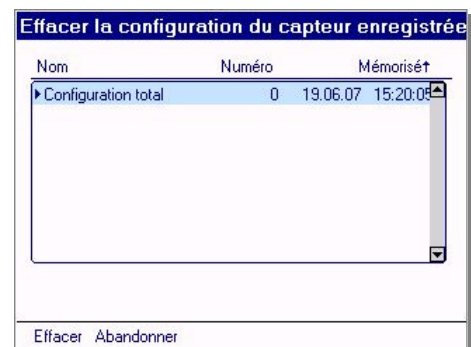 Effacer la configuration du capteur enregistrée
Nom Numéro Mémorisé↑
Configuration total 0 19.06.07 15:20:05
Effacer Abandonner